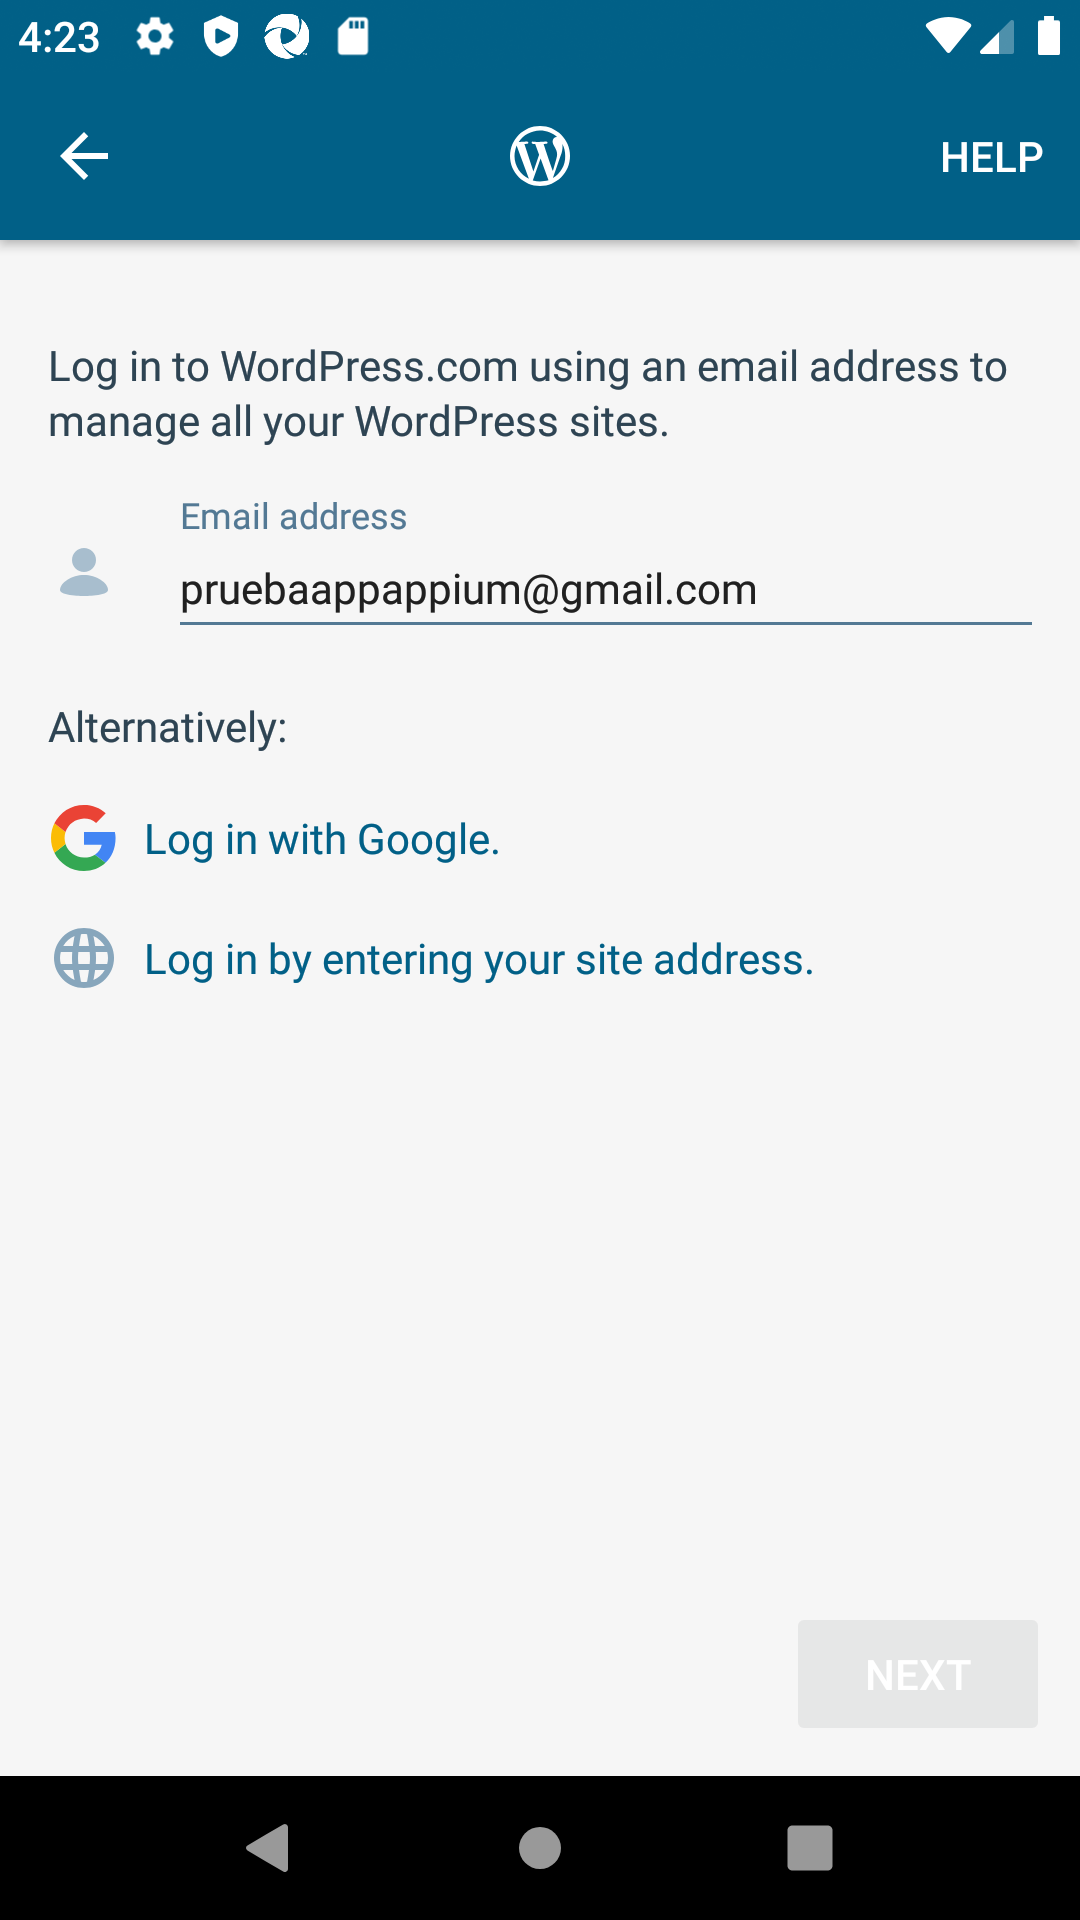 4:23
HELP
Log in to WordPress.com using an email address to
manage all your WordPress sites.
Email address
pruebaappappium@gmail.com
Alternatively:
Log in with Google.
Log in by entering your site address.
NEXT